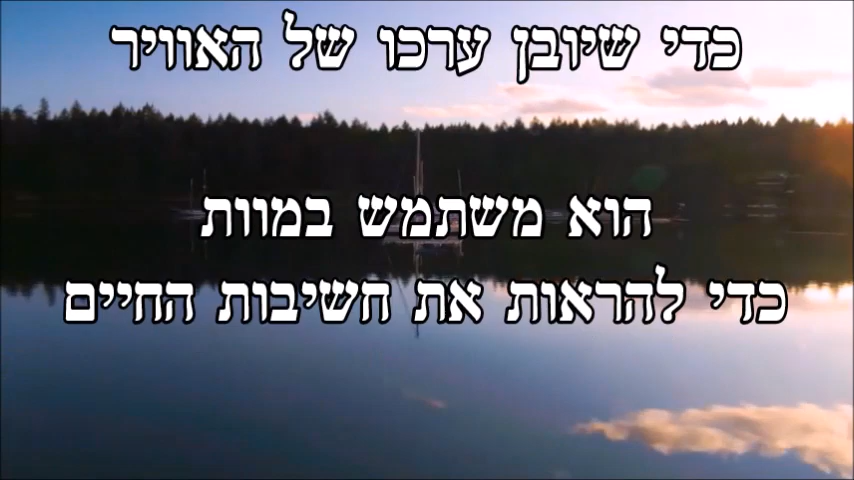 כדי שיובן ערכו של האוויר
הוא משתמש במוות
כדי להראות את חשיבות החיים